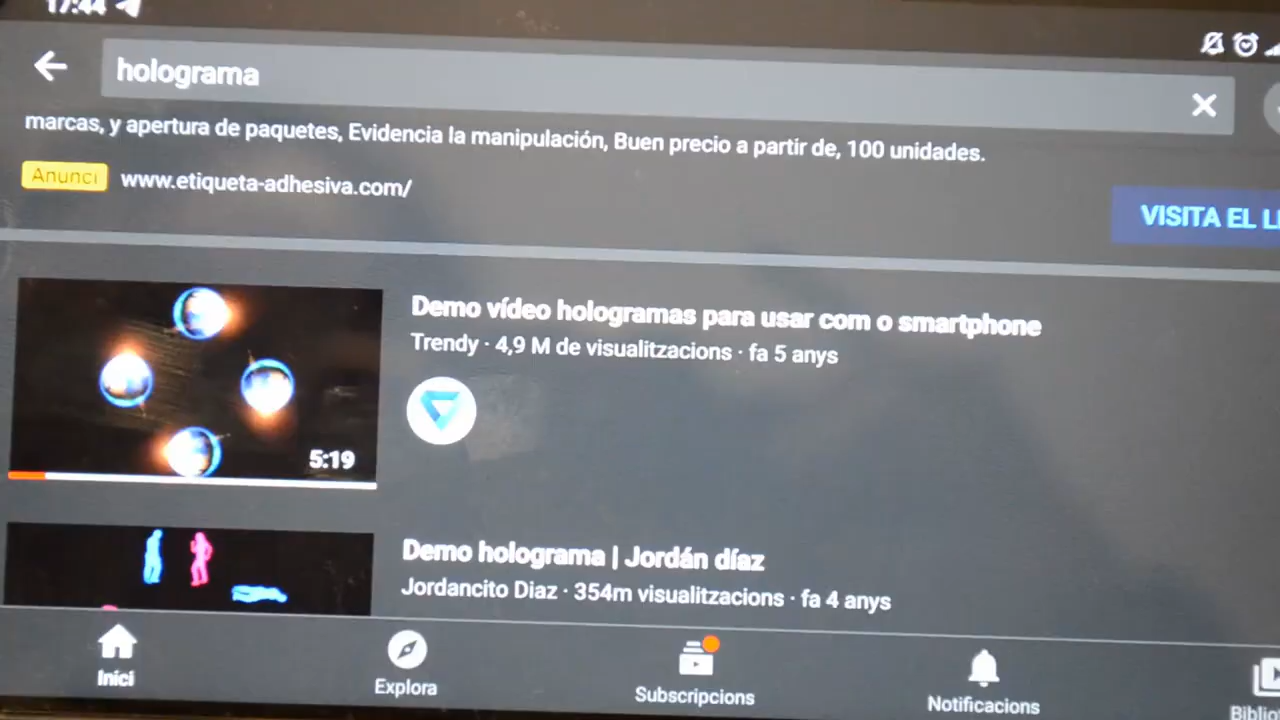 17:44
holograma
marcas, y apertura de paquetes, Evidencia la manipulación, Buen precio a partir de, 100 unidades.
Anunci
www.etiqueta-adhesiva.com/
VISITA EL
Demo vídeo hologramas para usar com o smartphone
Trendy · 4,9 M de visualitzacions · fa 5 anys
5:19
Demo holograma | Jordán díaz
Jordancito Diaz · 354m visualitzacions · fa 4 anys
Inici
Explora
Subscripcions
Notificacions